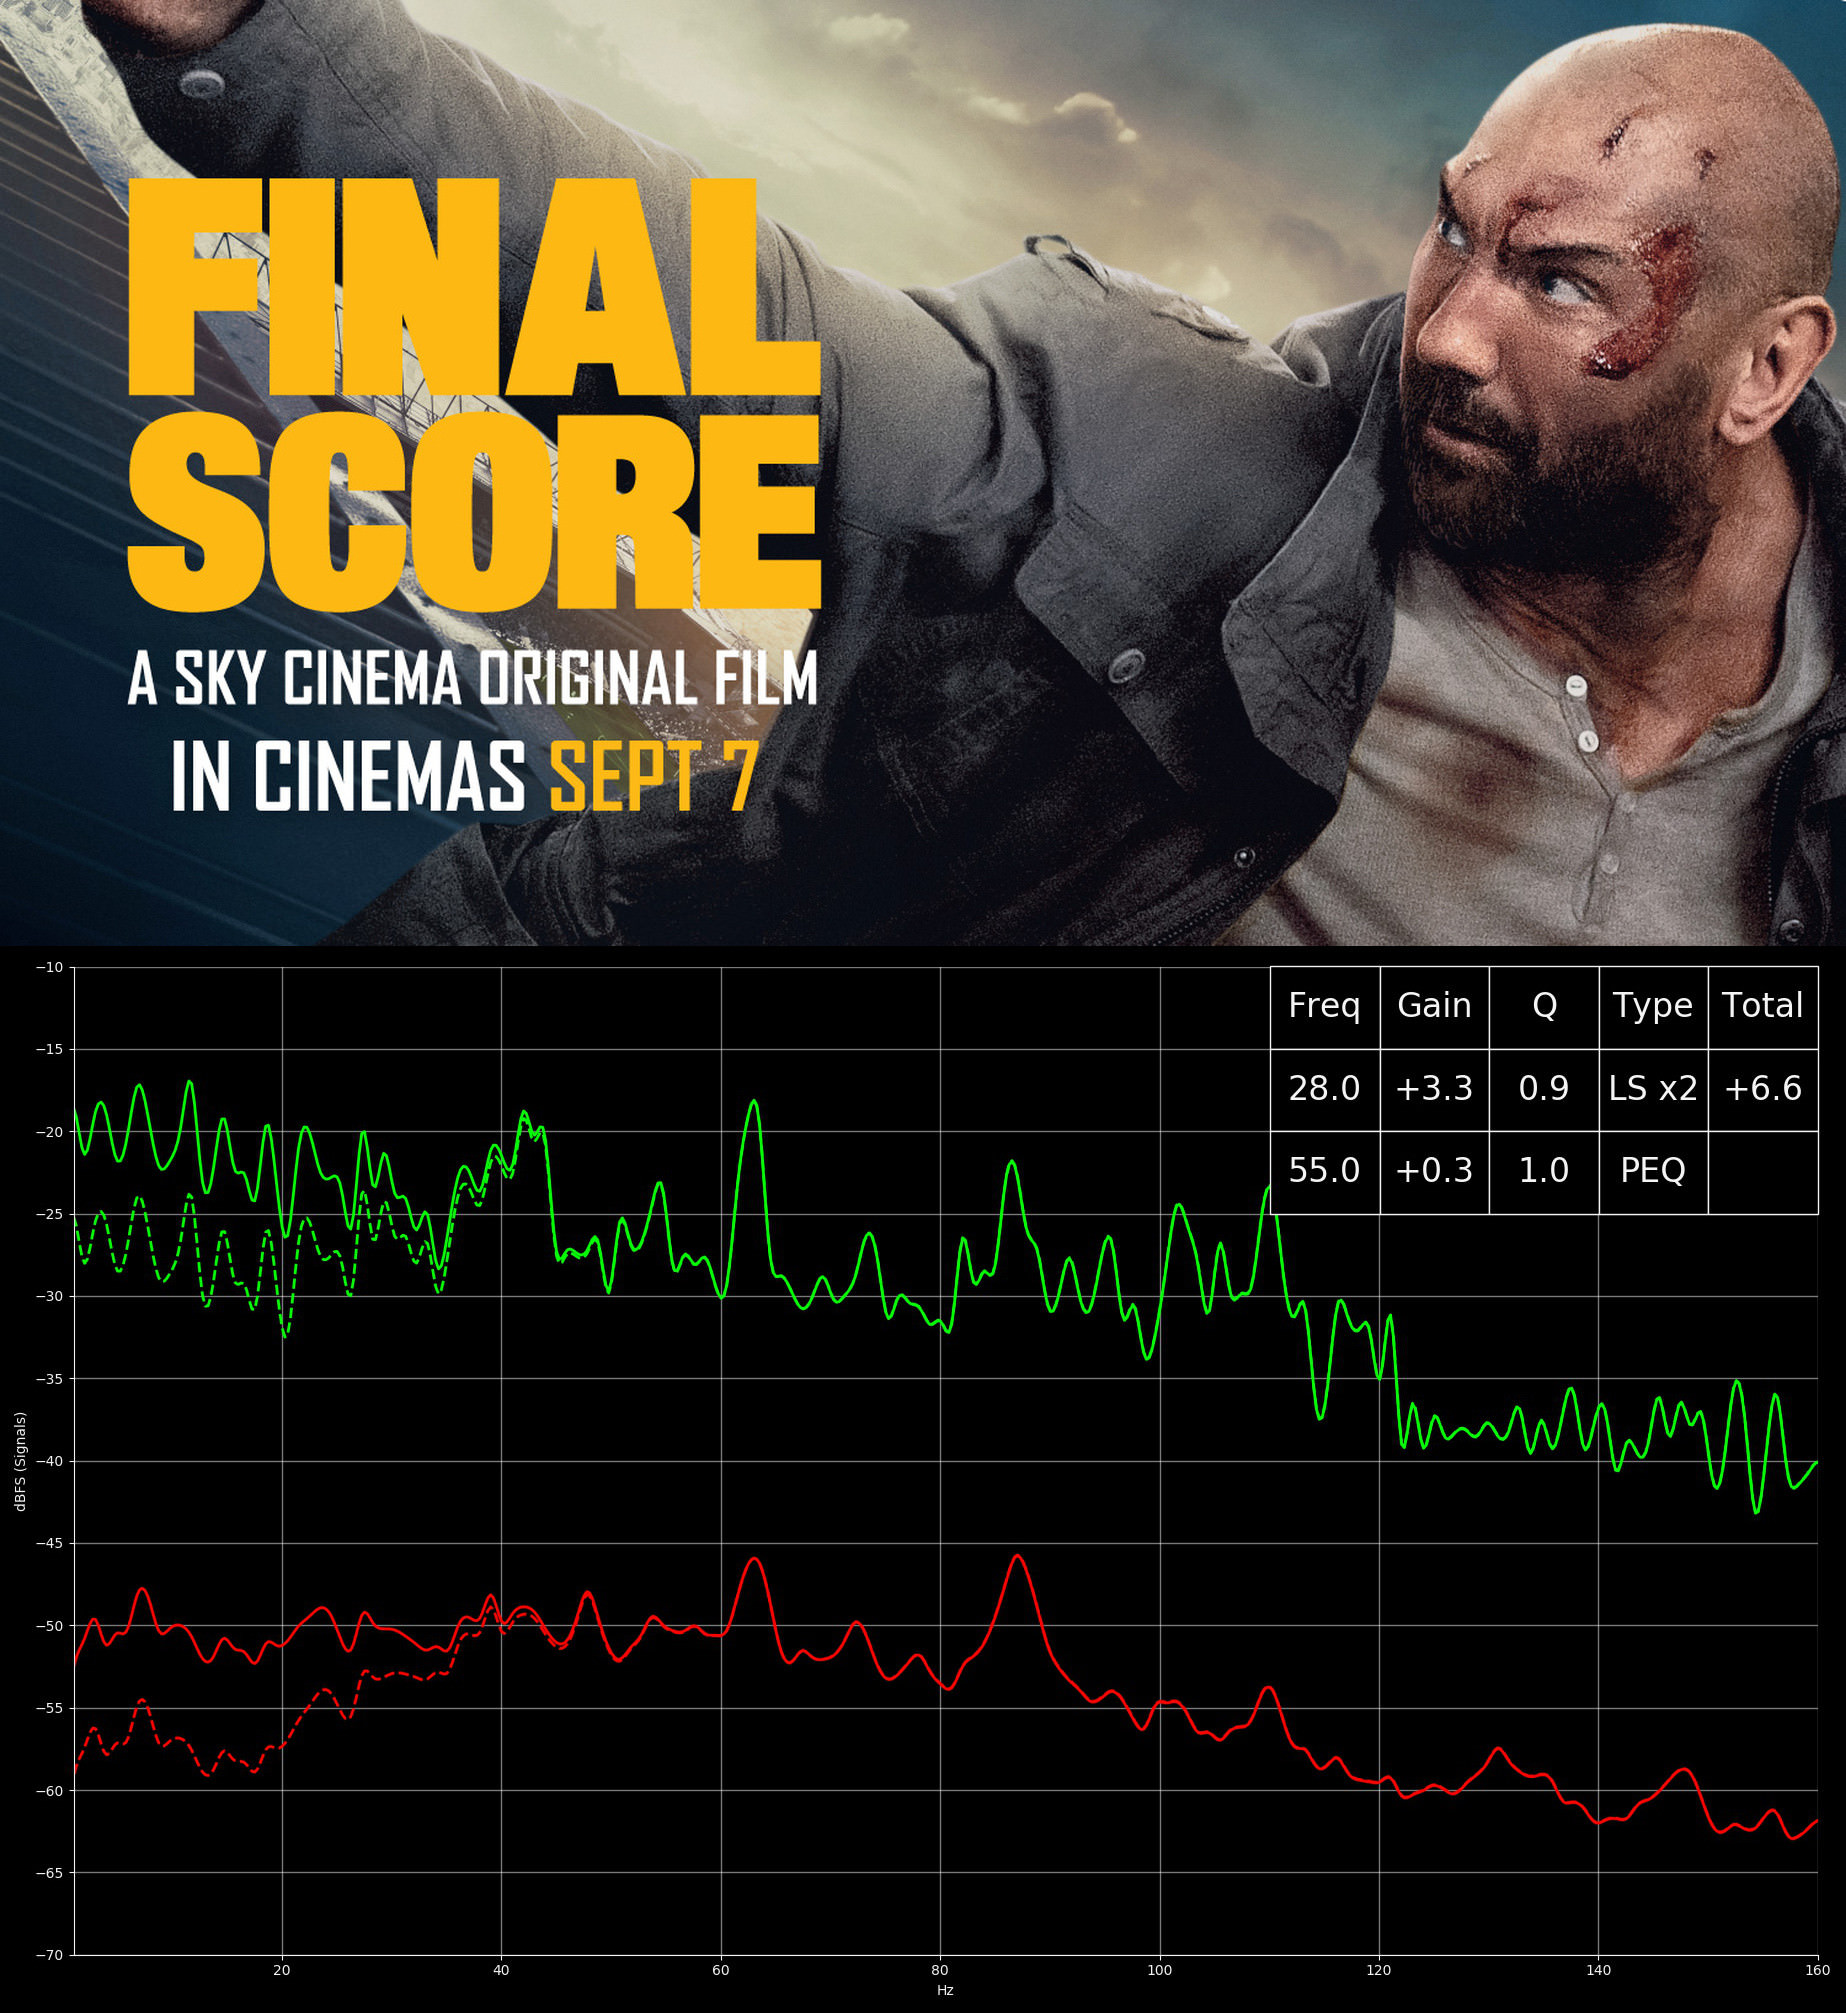 FINAL
SCORE
A SKY CINEMA ORIGINAL FILM
IN CINEMAS SEPT 7
Freq Gain Q Type Total
28.0 +3.3 0.9 LS x2 +6.6
55.0 +0.3 1.0 PEQ
−10
−15
−20
−25
−30
−35
−40
−45
−50
−55
−60
−65
−70
dBFS (Signals)
20 40 60 80 100 120 140 160
Hz